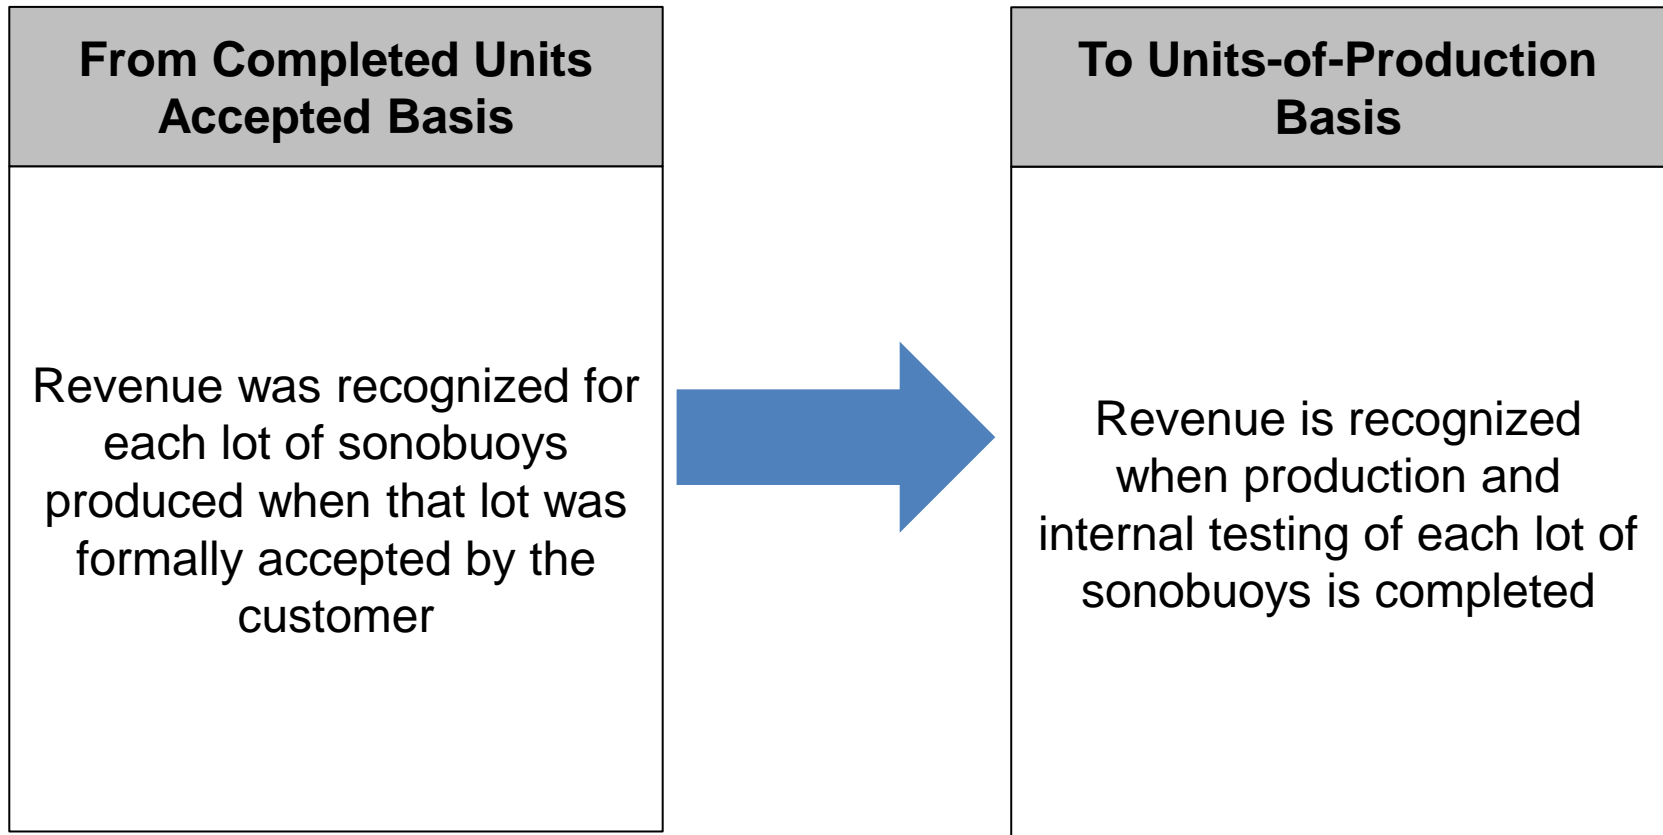 From Completed Units
Accepted Basis
Revenue was recognized for
each lot of sonobuoys
produced when that lot was
formally accepted by the
customer
To Units-of-Production
Basis
Revenue is recognized
when production and
internal testing of each lot of
sonobuoys is completed